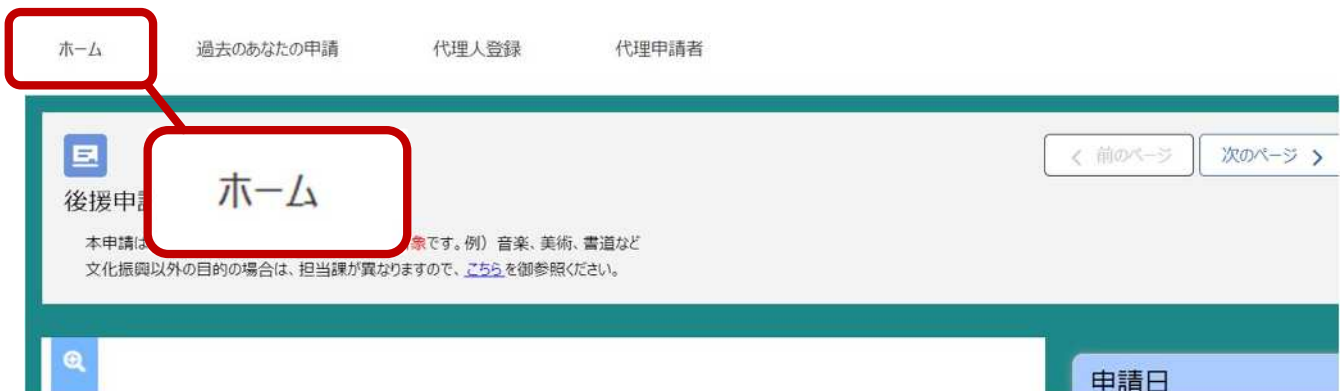 ホーム 過去のあなたの申請 代理人登録 代理申請者
ホーム
< 前のページ 次のページ >
後援申
本申請は
象です。例）音楽、美術、書道など
文化振興以外の目的の場合は、担当課が異なりますので、こちらを御参照ください。
申請日